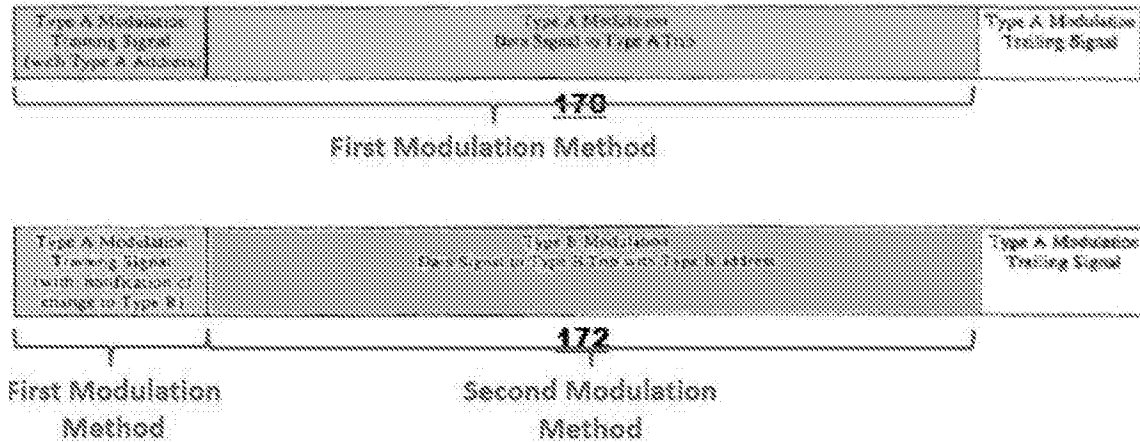 Type A Modulation
Training Signal
(with Type A Address
Type A Modulation
Data Signal to Type A Trib
Type A Modulation
Trailing Signal
170
First Modulation Method
Type A Modulation
Training Signal
(with notification of
change to Type B)
Type B Modulation
Data Signal to Type B Trib with Type B address
Type A Modulation
Trailing Signal
172
First Modulation
Method
Second Modulation
Method